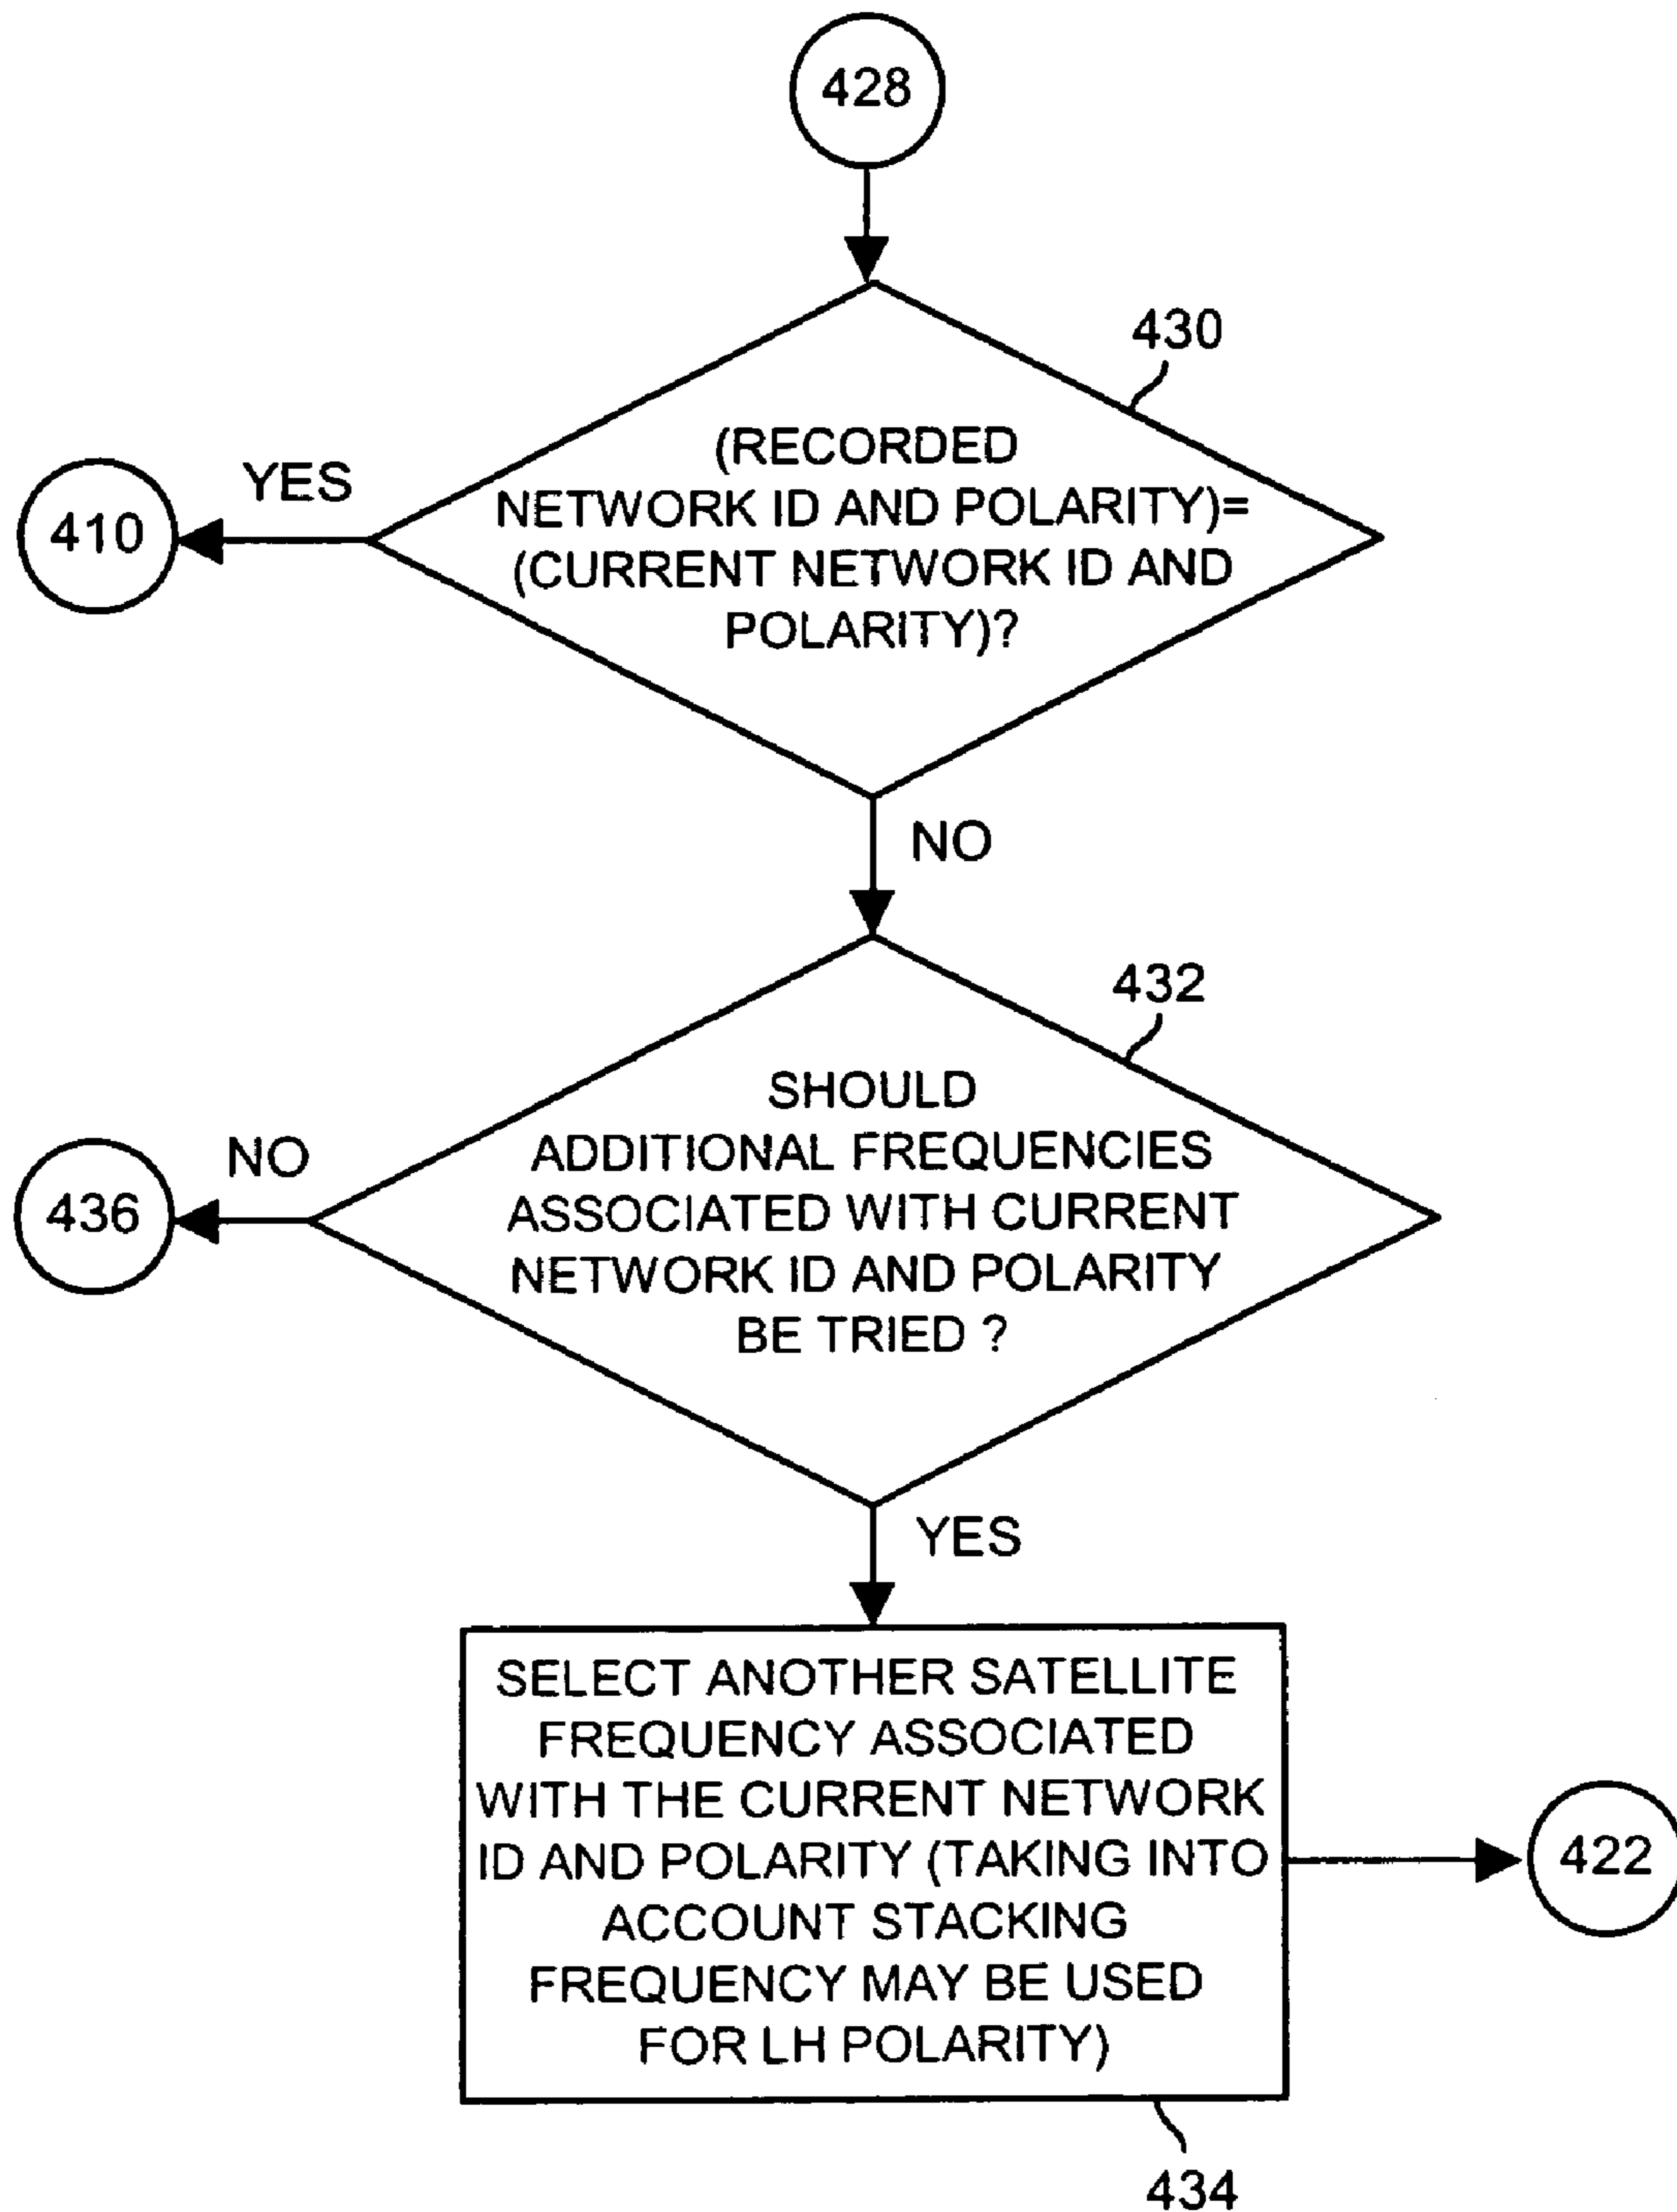 428
430
(RECORDED
NETWORK ID AND POLARITY)=
(CURRENT NETWORK ID AND
POLARITY)?
YES
410
NO
432
SHOULD
ADDITIONAL FREQUENCIES
ASSOCIATED WITH CURRENT
NETWORK ID AND POLARITY
BE TRIED ?
NO
436
YES
SELECT ANOTHER SATELLITE
FREQUENCY ASSOCIATED
WITH THE CURRENT NETWORK
ID AND POLARITY (TAKING INTO
ACCOUNT STACKING
FREQUENCY MAY BE USED
FOR LH POLARITY)
422
434